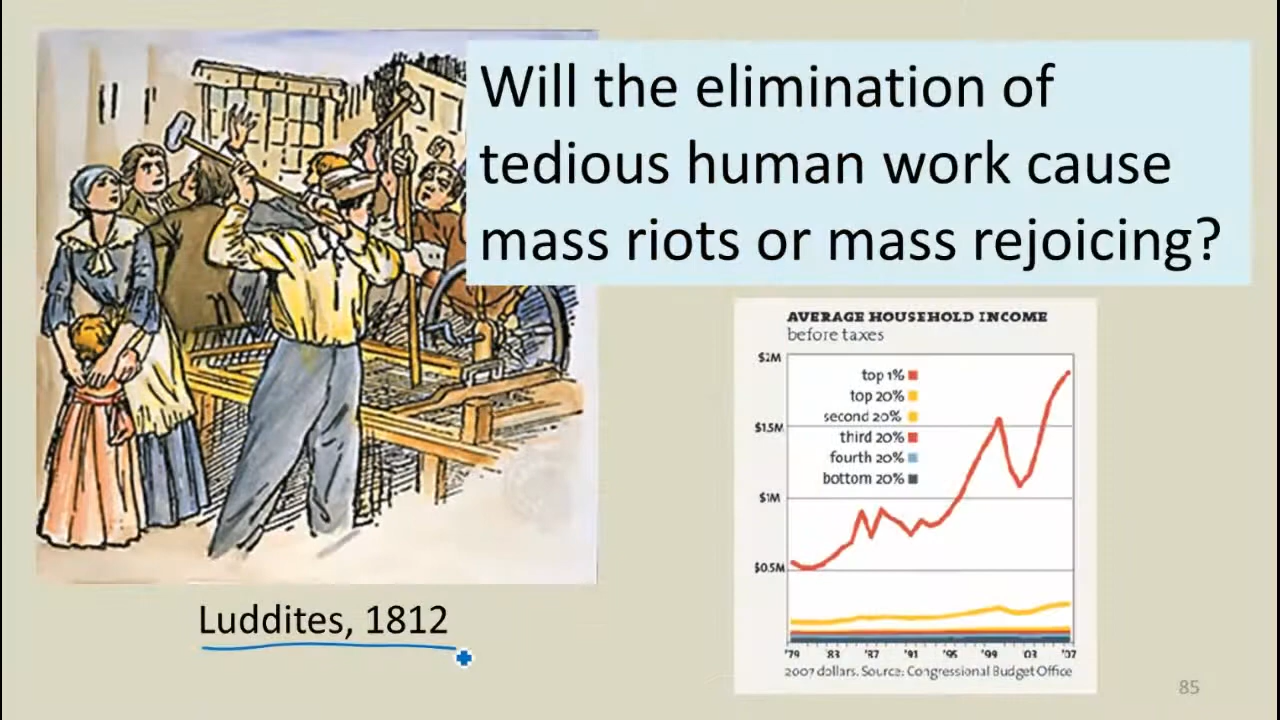 Will the elimination of
tedious human work cause
mass riots or mass rejoicing?
Luddites, 1812
AVERAGE HOUSEHOLD INCOME
before taxes
$2M
top 1%
top 20%
second 20%
$1.5M
third 20%
fourth 20%
bottom 20%
$1M
$0.5M
'79 '83 '87 '91 '95 '99 '03 '07
2007 dollars. Source: Congressional Budget Office
85